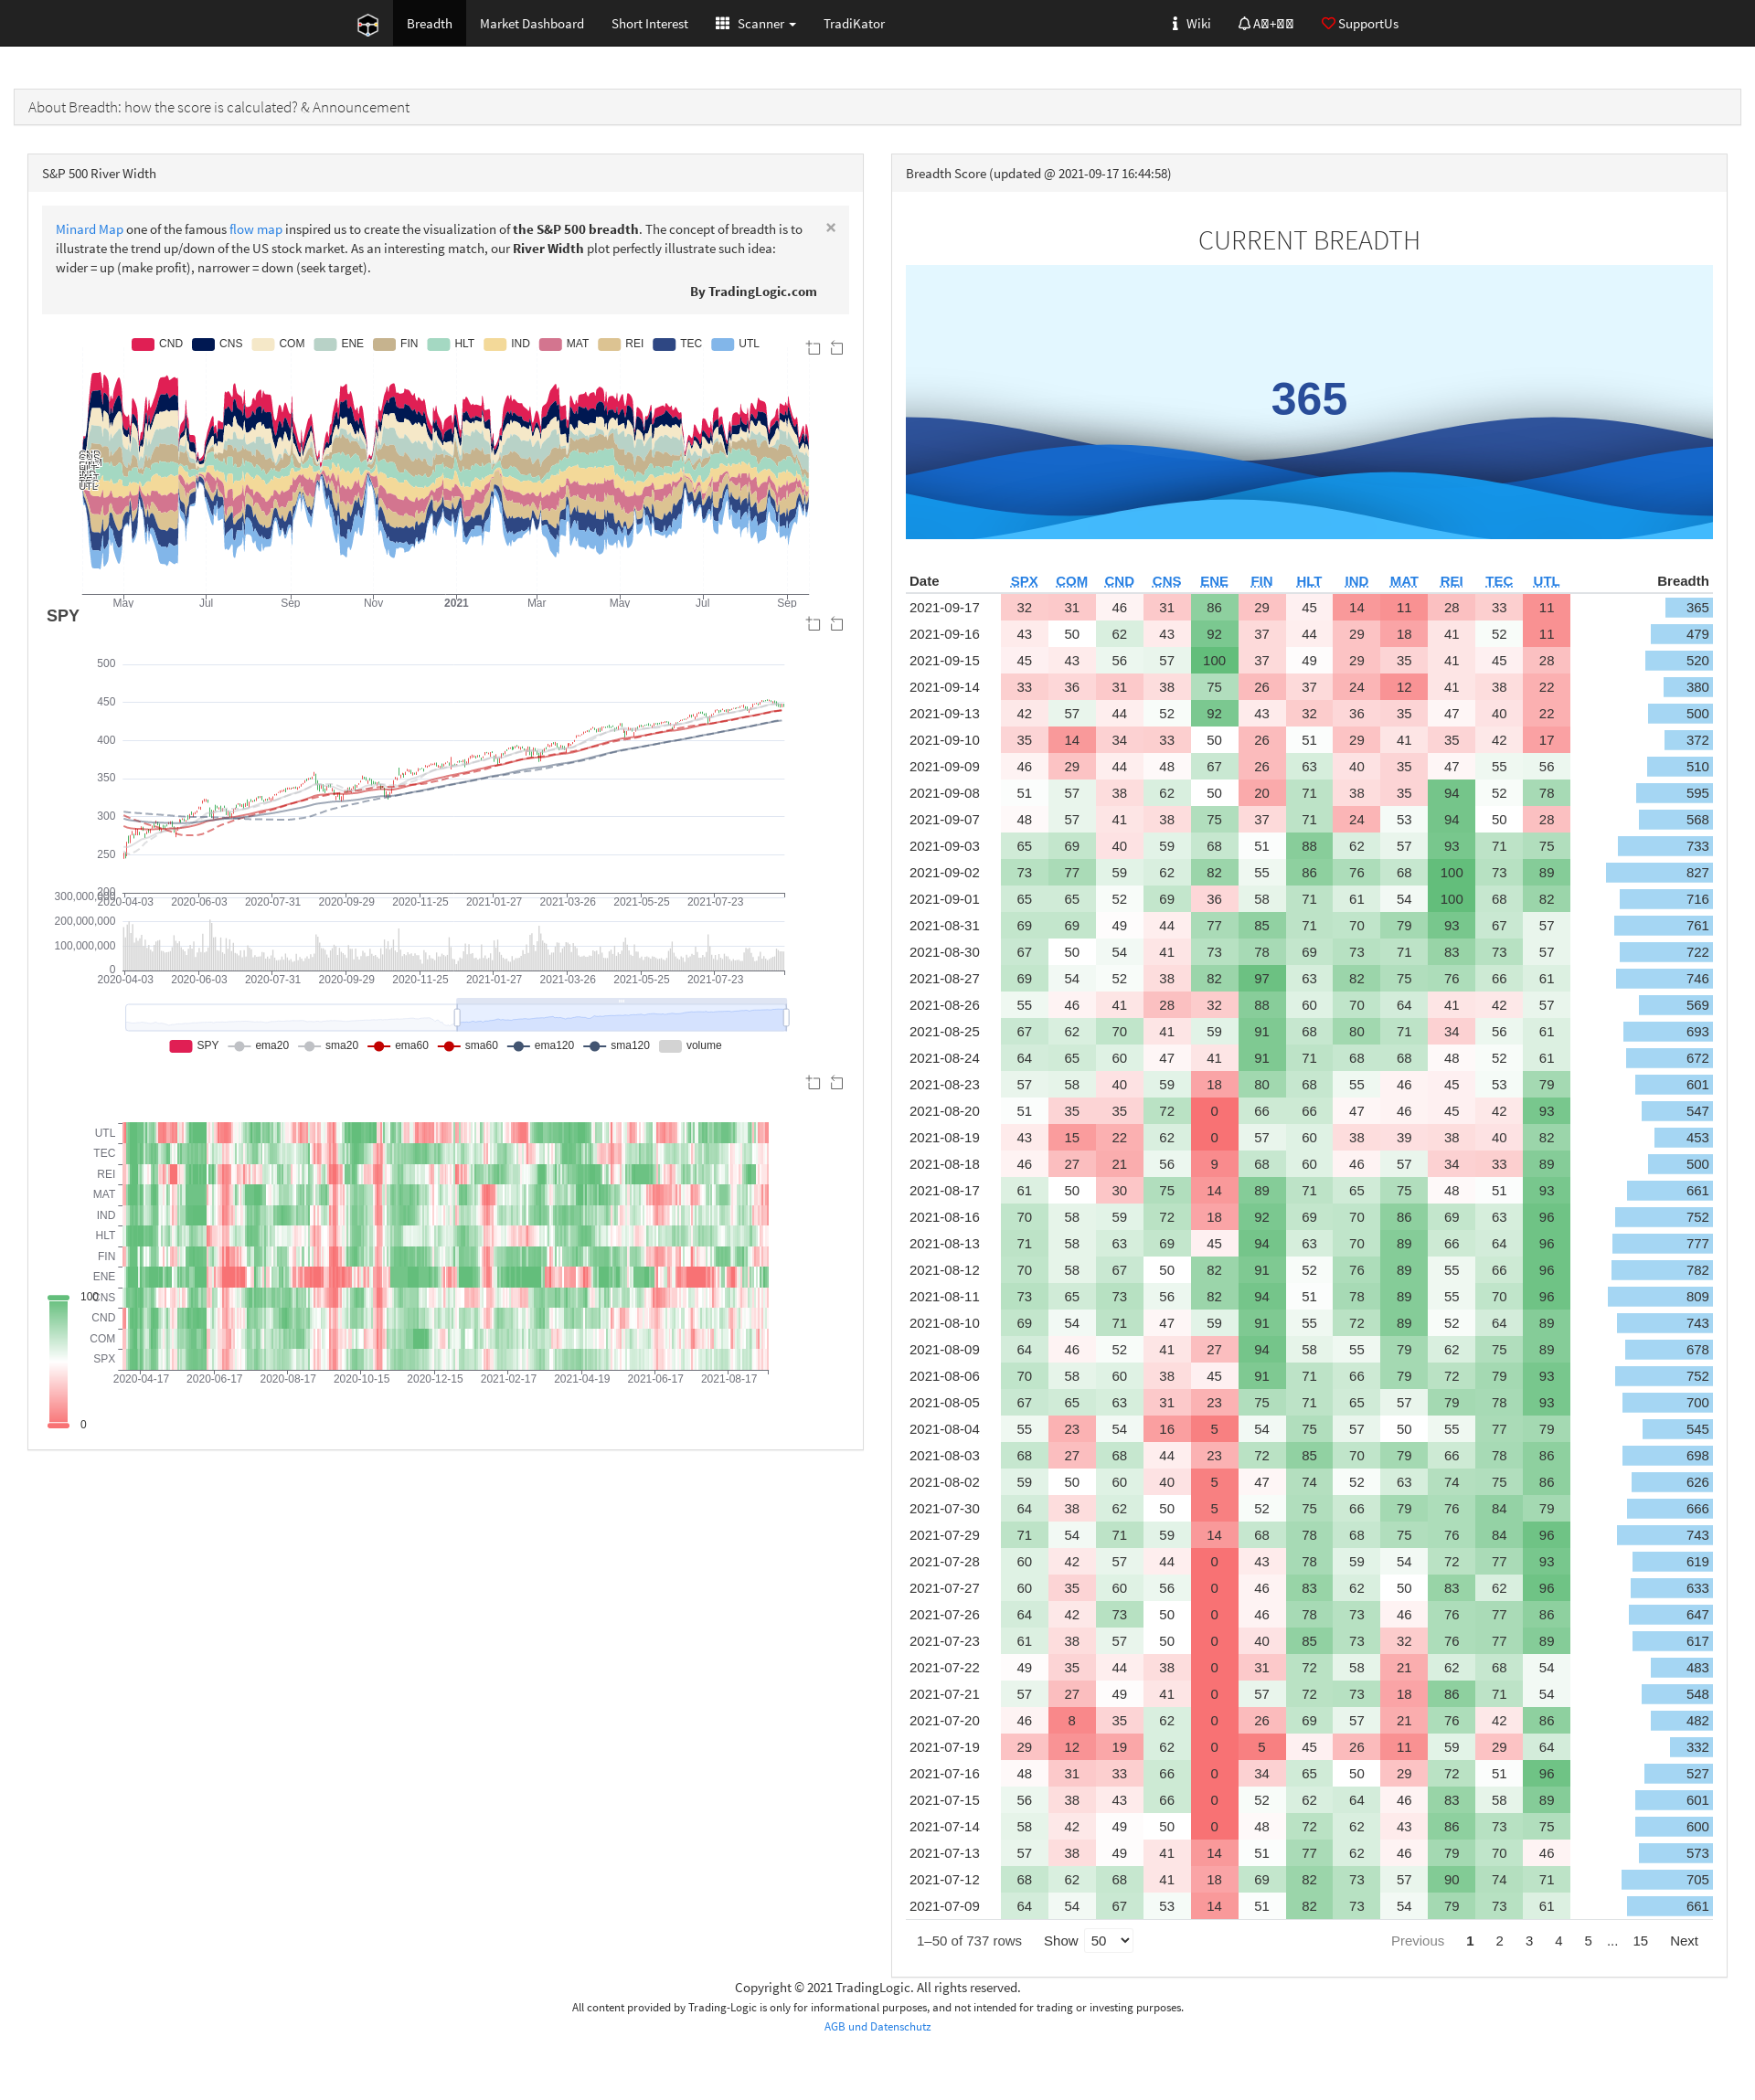 Breadth Market Dashboard Short Interest Scanner TradiKator Wiki SupportUs
About Breadth: how the score is calculated? & Announcement
S&P 500 River Width
Minard Map one of the famous flow map inspired us to create the visualization of the S&P 500 breadth. The concept of breadth is to
illustrate the trend up/down of the US stock market. As an interesting match, our River Width plot perfectly illustrate such idea:
wider = up (make profit), narrower = down (seek target).
×
By TradingLogic.com
CND CNS COM ENE FIN HLT IND MAT REI TEC UTL
UTL
May Jul Sep Nov 2021 Mar May Jul Sep
SPY
500
450
400
350
300
250
200
2020-04-03 2020-06-03 2020-07-31 2020-09-29 2020-11-25 2021-01-27 2021-03-26 2021-05-25 2021-07-23
300,000,000
200,000,000
100,000,000
0
2020-04-03 2020-06-03 2020-07-31 2020-09-29 2020-11-25 2021-01-27 2021-03-26 2021-05-25 2021-07-23
SPY ema20 sma20 ema60 sma60 ema120 sma120 volume
UTL
TEC
REI
MAT
IND
HLT
FIN
ENE
CNS
CND
COM
SPX
2020-04-17 2020-06-17 2020-08-17 2020-10-15 2020-12-15 2021-02-17 2021-04-19 2021-06-17 2021-08-17
100
0
Breadth Score (updated @ 2021-09-17 16:44:58)
CURRENT BREADTH
365
Date SPX COM CND CNS ENE FIN HLT IND MAT REI TEC UTL Breadth
2021-09-17 32 31 46 31 86 29 45 14 11 28 33 11 365
2021-09-16 43 50 62 43 92 37 44 29 18 41 52 11 479
2021-09-15 45 43 56 57 100 37 49 29 35 41 45 28 520
2021-09-14 33 36 31 38 75 26 37 24 12 41 38 22 380
2021-09-13 42 57 44 52 92 43 32 36 35 47 40 22 500
2021-09-10 35 14 34 33 50 26 51 29 41 35 42 17 372
2021-09-09 46 29 44 48 67 26 63 40 35 47 55 56 510
2021-09-08 51 57 38 62 50 20 71 38 35 94 52 78 595
2021-09-07 48 57 41 38 75 37 71 24 53 94 50 28 568
2021-09-03 65 69 40 59 68 51 88 62 57 93 71 75 733
2021-09-02 73 77 59 62 82 55 86 76 68 100 73 89 827
2021-09-01 65 65 52 69 36 58 71 61 54 100 68 82 716
2021-08-31 69 69 49 44 77 85 71 70 79 93 67 57 761
2021-08-30 67 50 54 41 73 78 69 73 71 83 73 57 722
2021-08-27 69 54 52 38 82 97 63 82 75 76 66 61 746
2021-08-26 55 46 41 28 32 88 60 70 64 41 42 57 569
2021-08-25 67 62 70 41 59 91 68 80 71 34 56 61 693
2021-08-24 64 65 60 47 41 91 71 68 68 48 52 61 672
2021-08-23 57 58 40 59 18 80 68 55 46 45 53 79 601
2021-08-20 51 35 35 72 0 66 66 47 46 45 42 93 547
2021-08-19 43 15 22 62 0 57 60 38 39 38 40 82 453
2021-08-18 46 27 21 56 9 68 60 46 57 34 33 89 500
2021-08-17 61 50 30 75 14 89 71 65 75 48 51 93 661
2021-08-16 70 58 59 72 18 92 69 70 86 69 63 96 752
2021-08-13 71 58 63 69 45 94 63 70 89 66 64 96 777
2021-08-12 70 58 67 50 82 91 52 76 89 55 66 96 782
2021-08-11 73 65 73 56 82 94 51 78 89 55 70 96 809
2021-08-10 69 54 71 47 59 91 55 72 89 52 64 89 743
2021-08-09 64 46 52 41 27 94 58 55 79 62 75 89 678
2021-08-06 70 58 60 38 45 91 71 66 79 72 79 93 752
2021-08-05 67 65 63 31 23 75 71 65 57 79 78 93 700
2021-08-04 55 23 54 16 5 54 75 57 50 55 77 79 545
2021-08-03 68 27 68 44 23 72 85 70 79 66 78 86 698
2021-08-02 59 50 60 40 5 47 74 52 63 74 75 86 626
2021-07-30 64 38 62 50 5 52 75 66 79 76 84 79 666
2021-07-29 71 54 71 59 14 68 78 68 75 76 84 96 743
2021-07-28 60 42 57 44 0 43 78 59 54 72 77 93 619
2021-07-27 60 35 60 56 0 46 83 62 50 83 62 96 633
2021-07-26 64 42 73 50 0 46 78 73 46 76 77 86 647
2021-07-23 61 38 57 50 0 40 85 73 32 76 77 89 617
2021-07-22 49 35 44 38 0 31 72 58 21 62 68 54 483
2021-07-21 57 27 49 41 0 57 72 73 18 86 71 54 548
2021-07-20 46 8 35 62 0 26 69 57 21 76 42 86 482
2021-07-19 29 12 19 62 0 5 45 26 11 59 29 64 332
2021-07-16 48 31 33 66 0 34 65 50 29 72 51 96 527
2021-07-15 56 38 43 66 0 52 62 64 46 83 58 89 601
2021-07-14 58 42 49 50 0 48 72 62 43 86 73 75 600
2021-07-13 57 38 49 41 14 51 77 62 46 79 70 46 573
2021-07-12 68 62 68 41 18 69 82 73 57 90 74 71 705
2021-07-09 64 54 67 53 14 51 82 73 54 79 73 61 661
1–50 of 737 rows Show 50 Previous 1 2 3 4 5 ... 15 Next
Copyright © 2021 TradingLogic. All rights reserved.
All content provided by Trading-Logic is only for informational purposes, and not intended for trading or investing purposes.
AGB und Datenschutz